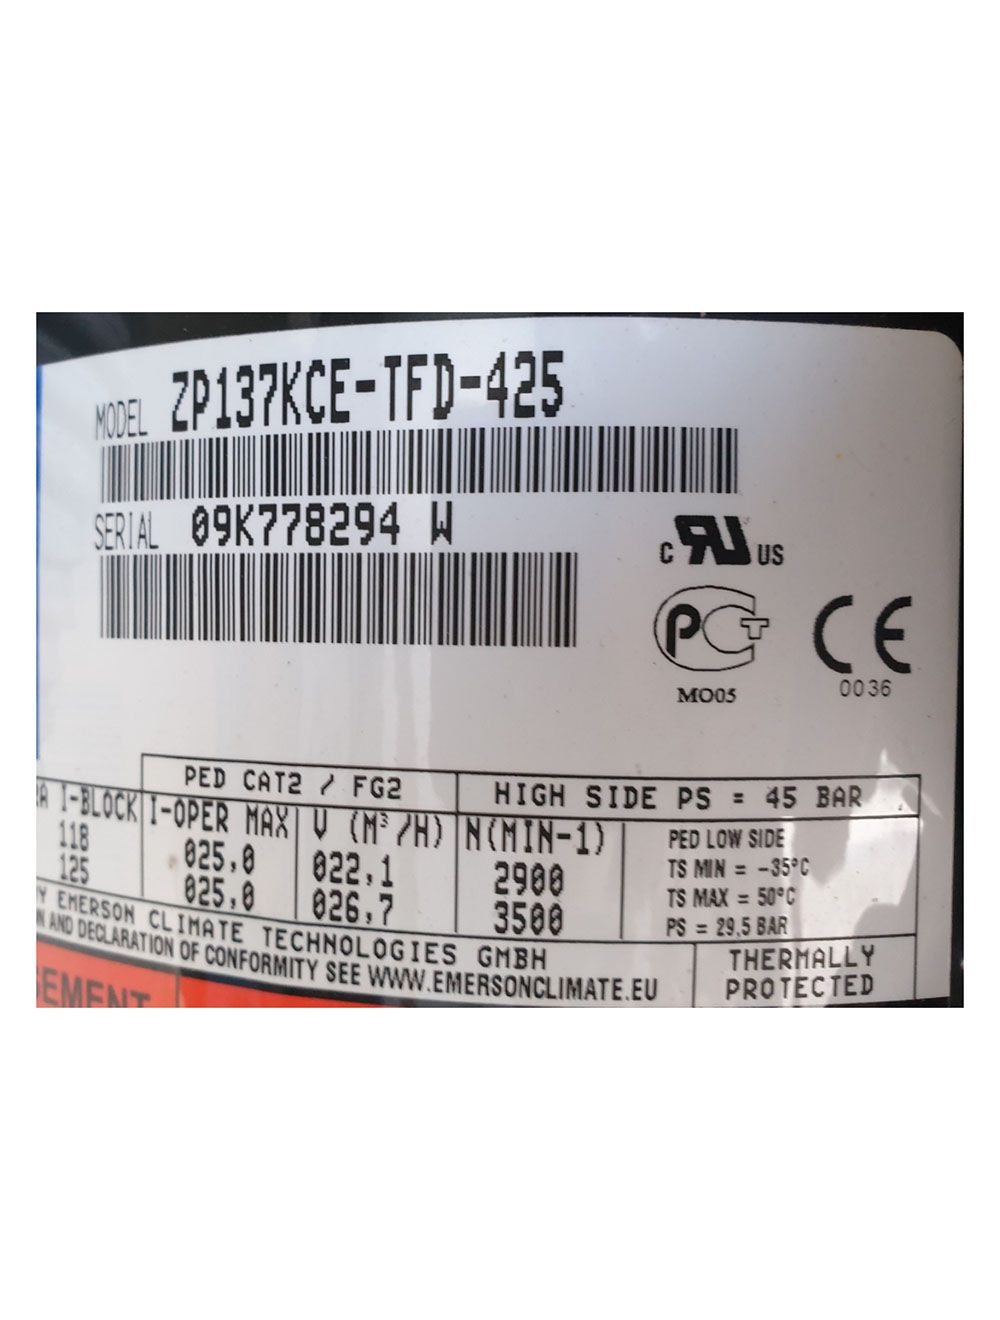 MODEL ZP137KCE-TFD-425
SERIAL 09K778294 W
C RU US
PCT
MO05
CE
0036
PED CAT2 / FG2 HIGH SIDE PS = 45 BAR
I-BLOCK I-OPER MAX V (M³/H) N(MIN-1)
118 025,0 022,1 2900
125 025,0 026,7 3500
PED LOW SIDE
TS MIN = -35°C
TS MAX = 50°C
PS = 29,5 BAR
Y EMERSON CLIMATE TECHNOLOGIES GMBH
N AND DECLARATION OF CONFORMITY SEE WWW.EMERSONCLIMATE.EU
THERMALLY
PROTECTED